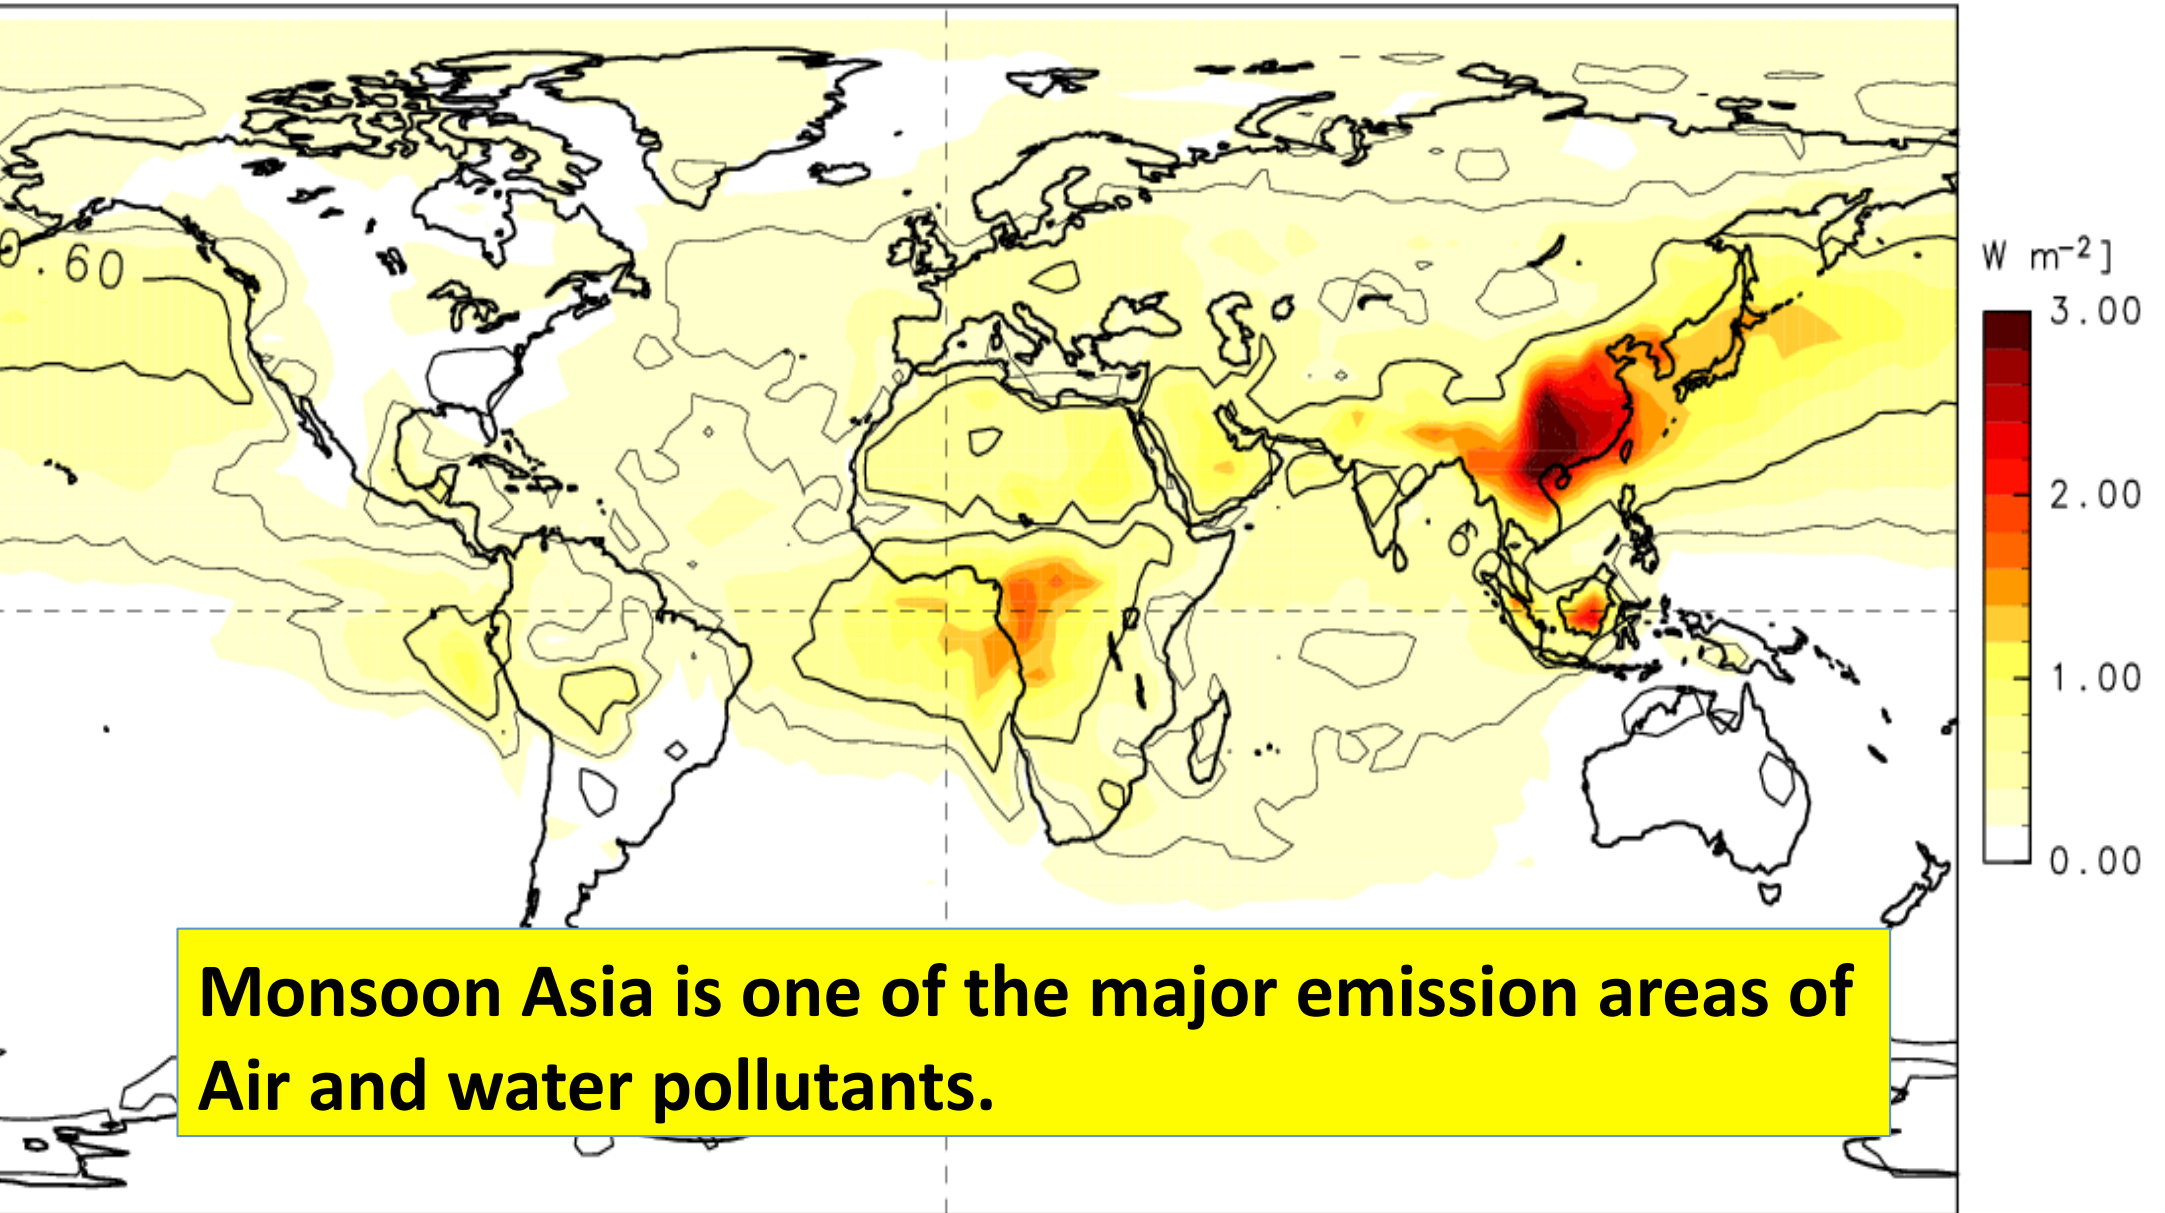 0.60
W m⁻²]
3.00
2.00
1.00
0.00
Monsoon Asia is one of the major emission areas of
Air and water pollutants.